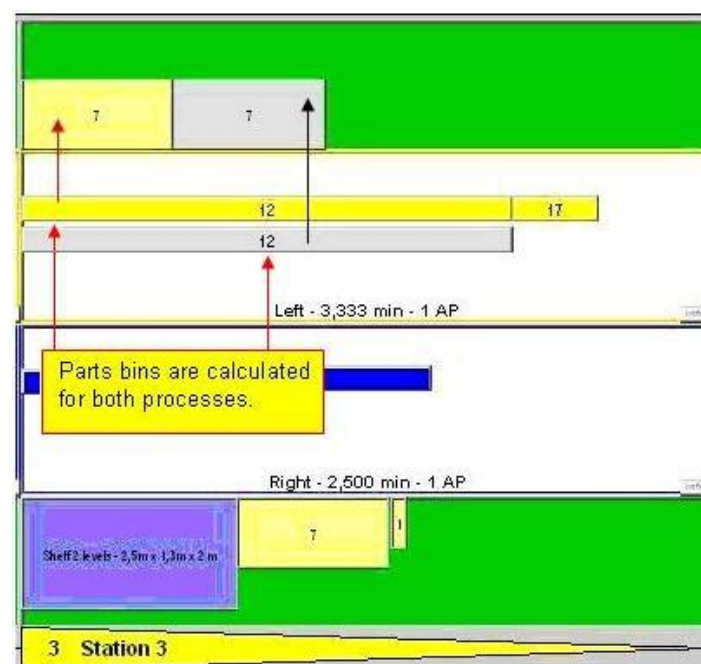 7 7
12 17
12
Left - 3,333 min - 1 AP
Parts bins are calculated
for both processes.
Right - 2,500 min - 1 AP
7 1
Shelf 2 levels - 2,5m x 1,3m x 2 m
3 Station 3